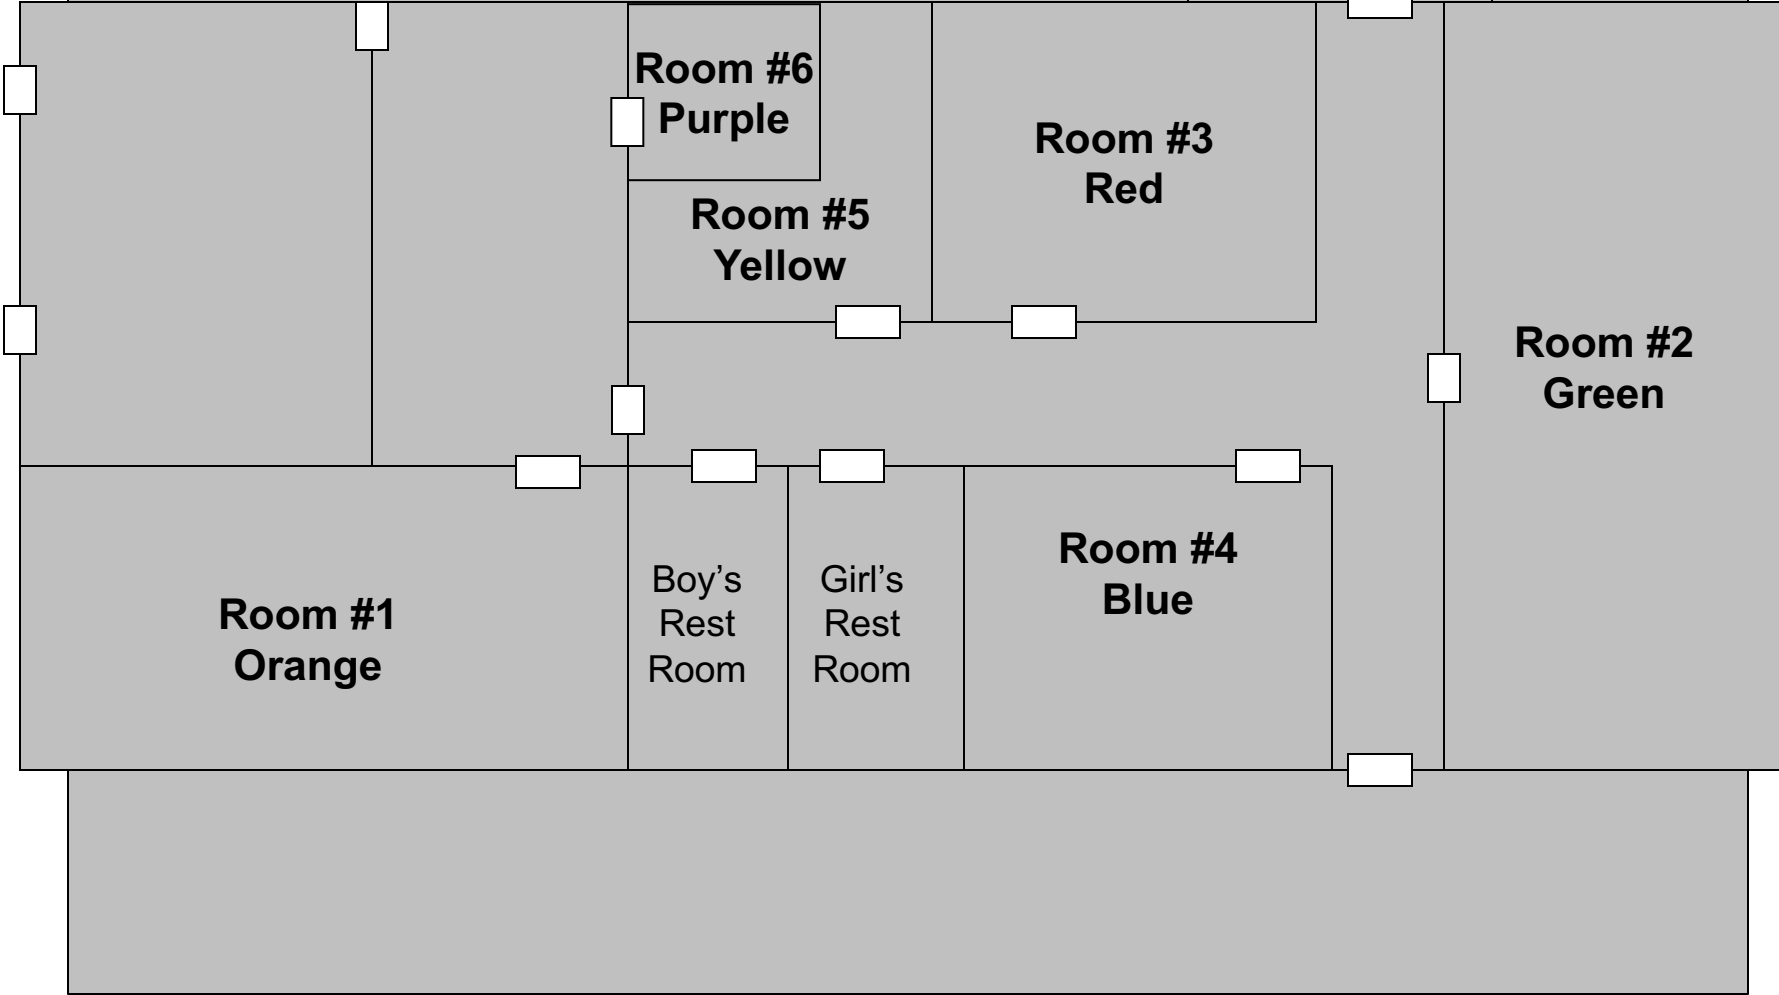 Room #6
Purple
Room #3
Red
Room #5
Yellow
Room #2
Green
Room #4
Blue
Boy’s
Rest
Room
Girl’s
Rest
Room
Room #1
Orange